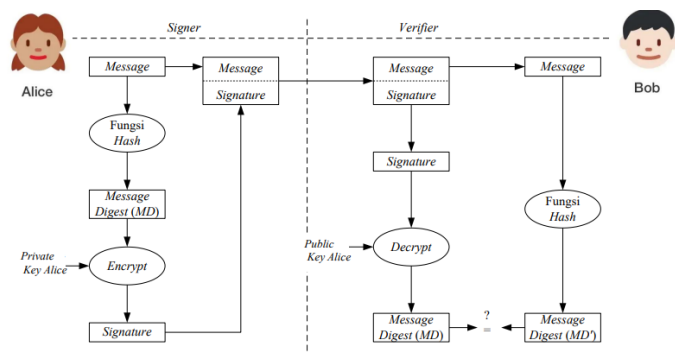 Signer
Verifier
Alice
Bob
Message
Message
Signature
Message
Signature
Message
Fungsi
Hash
Signature
Fungsi
Hash
Message
Digest (MD)
Private
Key Alice
Encrypt
Public
Key Alice
Decrypt
Signature
Message
Digest (MD)
?
=
Message
Digest (MD')